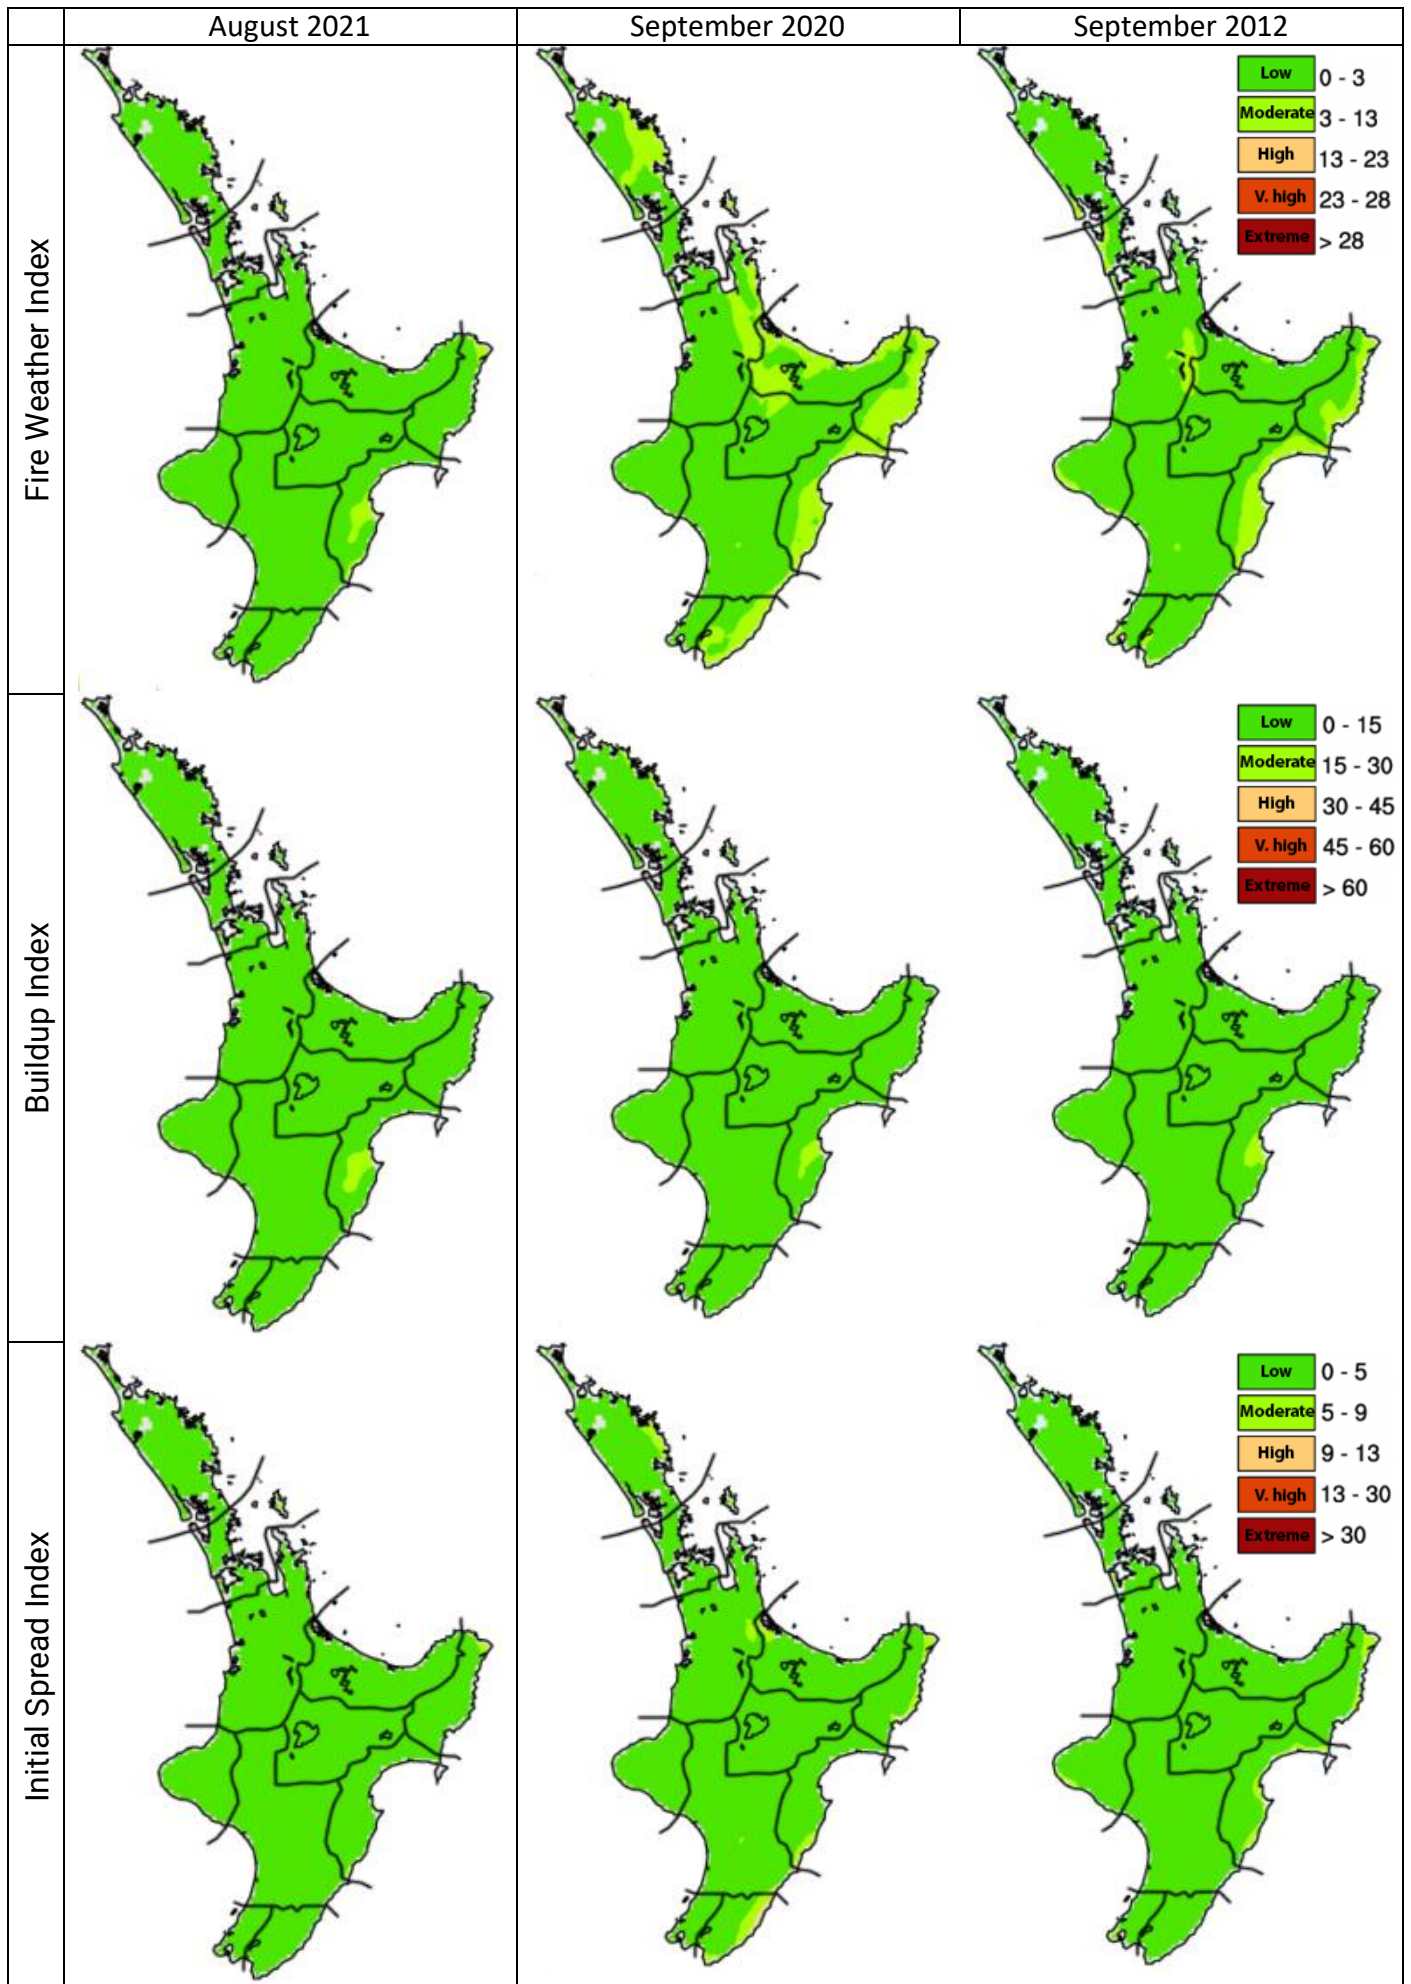 August 2021
September 2020
September 2012
Fire Weather Index
Low 0 - 3
Moderate 3 - 13
High 13 - 23
V. high 23 - 28
Extreme > 28
Buildup Index
Low 0 - 15
Moderate 15 - 30
High 30 - 45
V. high 45 - 60
Extreme > 60
Initial Spread Index
Low 0 - 5
Moderate 5 - 9
High 9 - 13
V. high 13 - 30
Extreme > 30